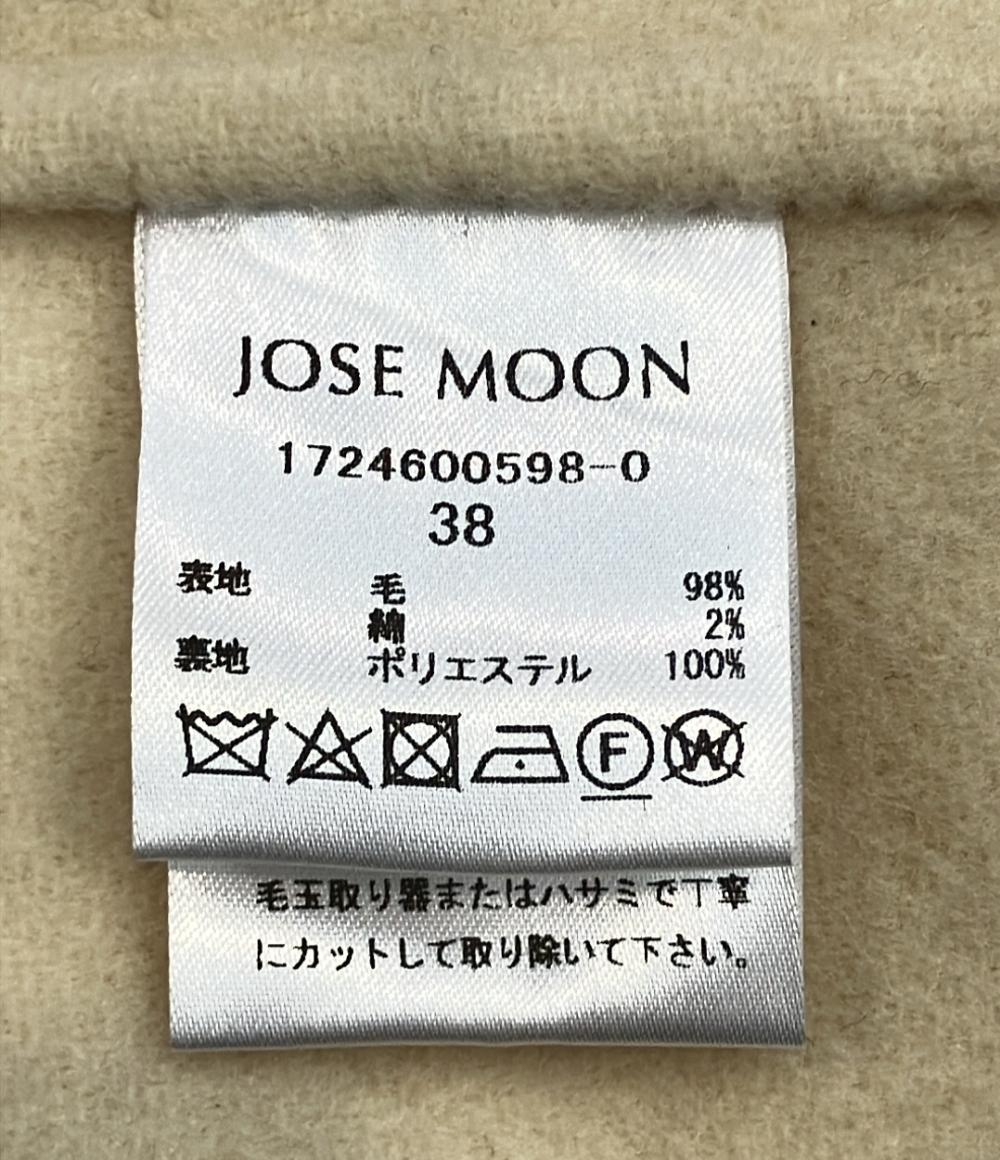 JOSE MOON
1724600598-0
38
表地 毛 98%
綿 2%
裏地 ポリエステル 100%
F W
毛玉取り器またはハサミで丁寧
にカットして取り除いて下さい。